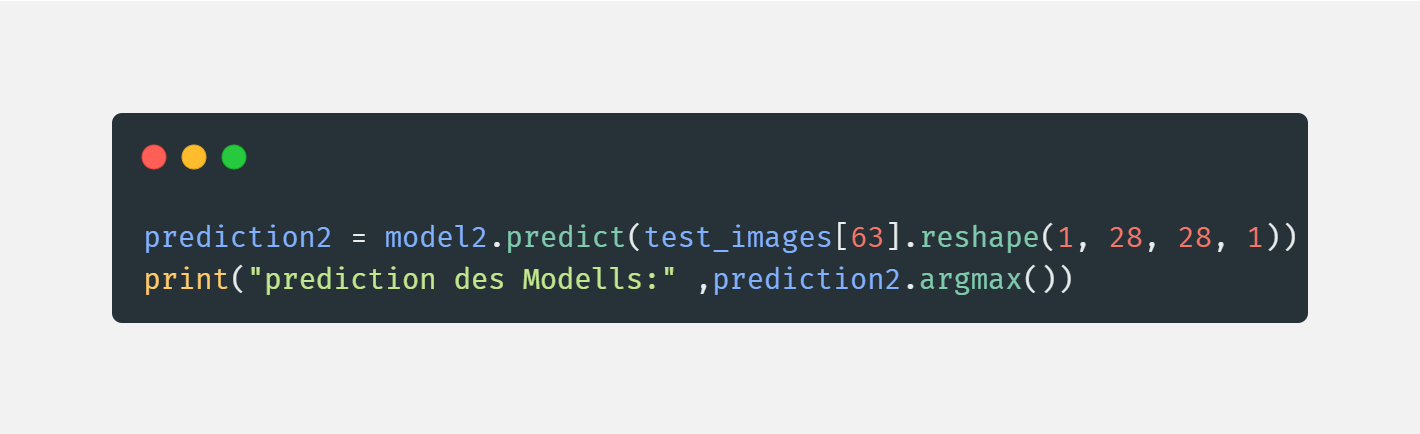 prediction2 = model2.predict(test_images[63].reshape(1, 28, 28, 1))
print("prediction des Modells:" ,prediction2.argmax())